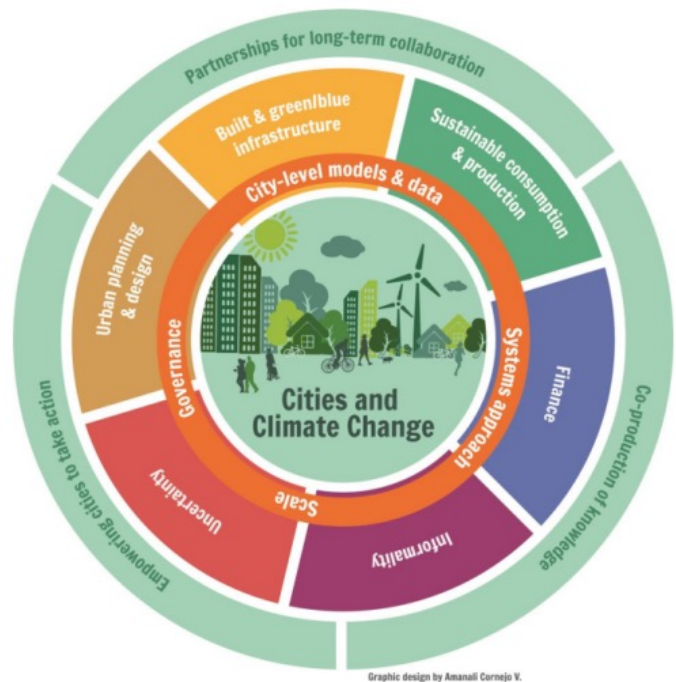 Partnerships for long-term collaboration
Built & green/blue
infrastructure
Sustainable consumption
& production
City-level models & data
Urban planning
& design
Governance
Systems approach
Finance
Cities and
Climate Change
Scale
Uncertainty
Informality
Empowering cities to take action
Co-production of knowledge
Graphic design by Amanali Cornejo V.